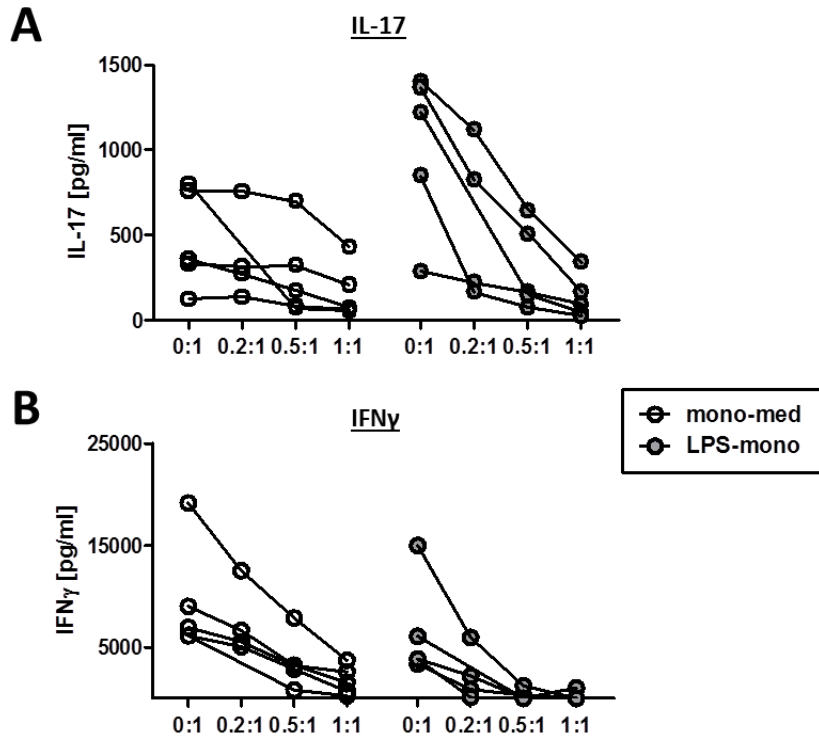 A
IL-17
IL-17 [pg/ml]
1500
1000
500
0
0:1 0.2:1 0.5:1 1:1 0:1 0.2:1 0.5:1 1:1
B
IFNγ
mono-med
LPS-mono
IFNγ [pg/ml]
25000
15000
5000
0:1 0.2:1 0.5:1 1:1 0:1 0.2:1 0.5:1 1:1